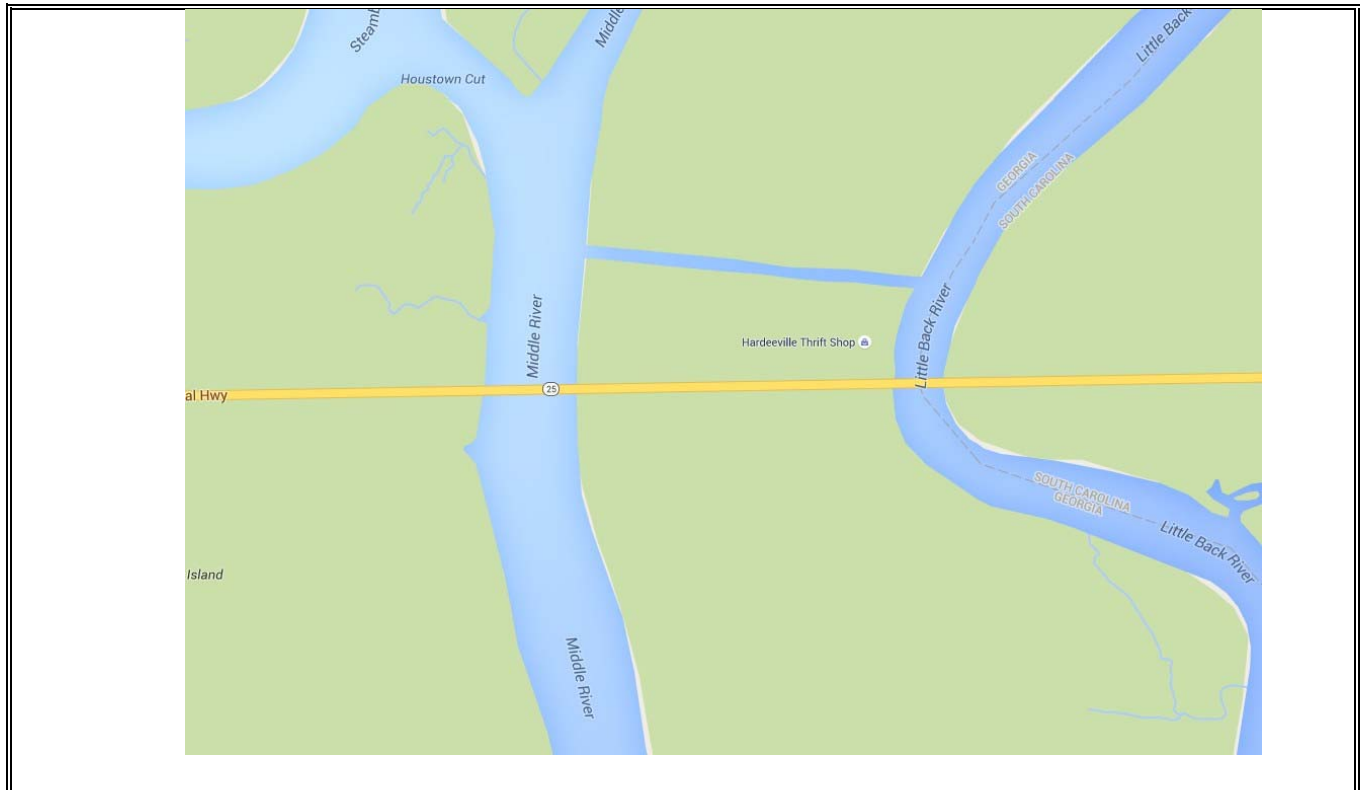 Steamb
Middle
Little Back
Houstown Cut
GEORGIA
SOUTH CAROLINA
Middle River
Little Back River
Hardeeville Thrift Shop
25
al Hwy
SOUTH CAROLINA
GEORGIA
Little Back River
Island
Middle River